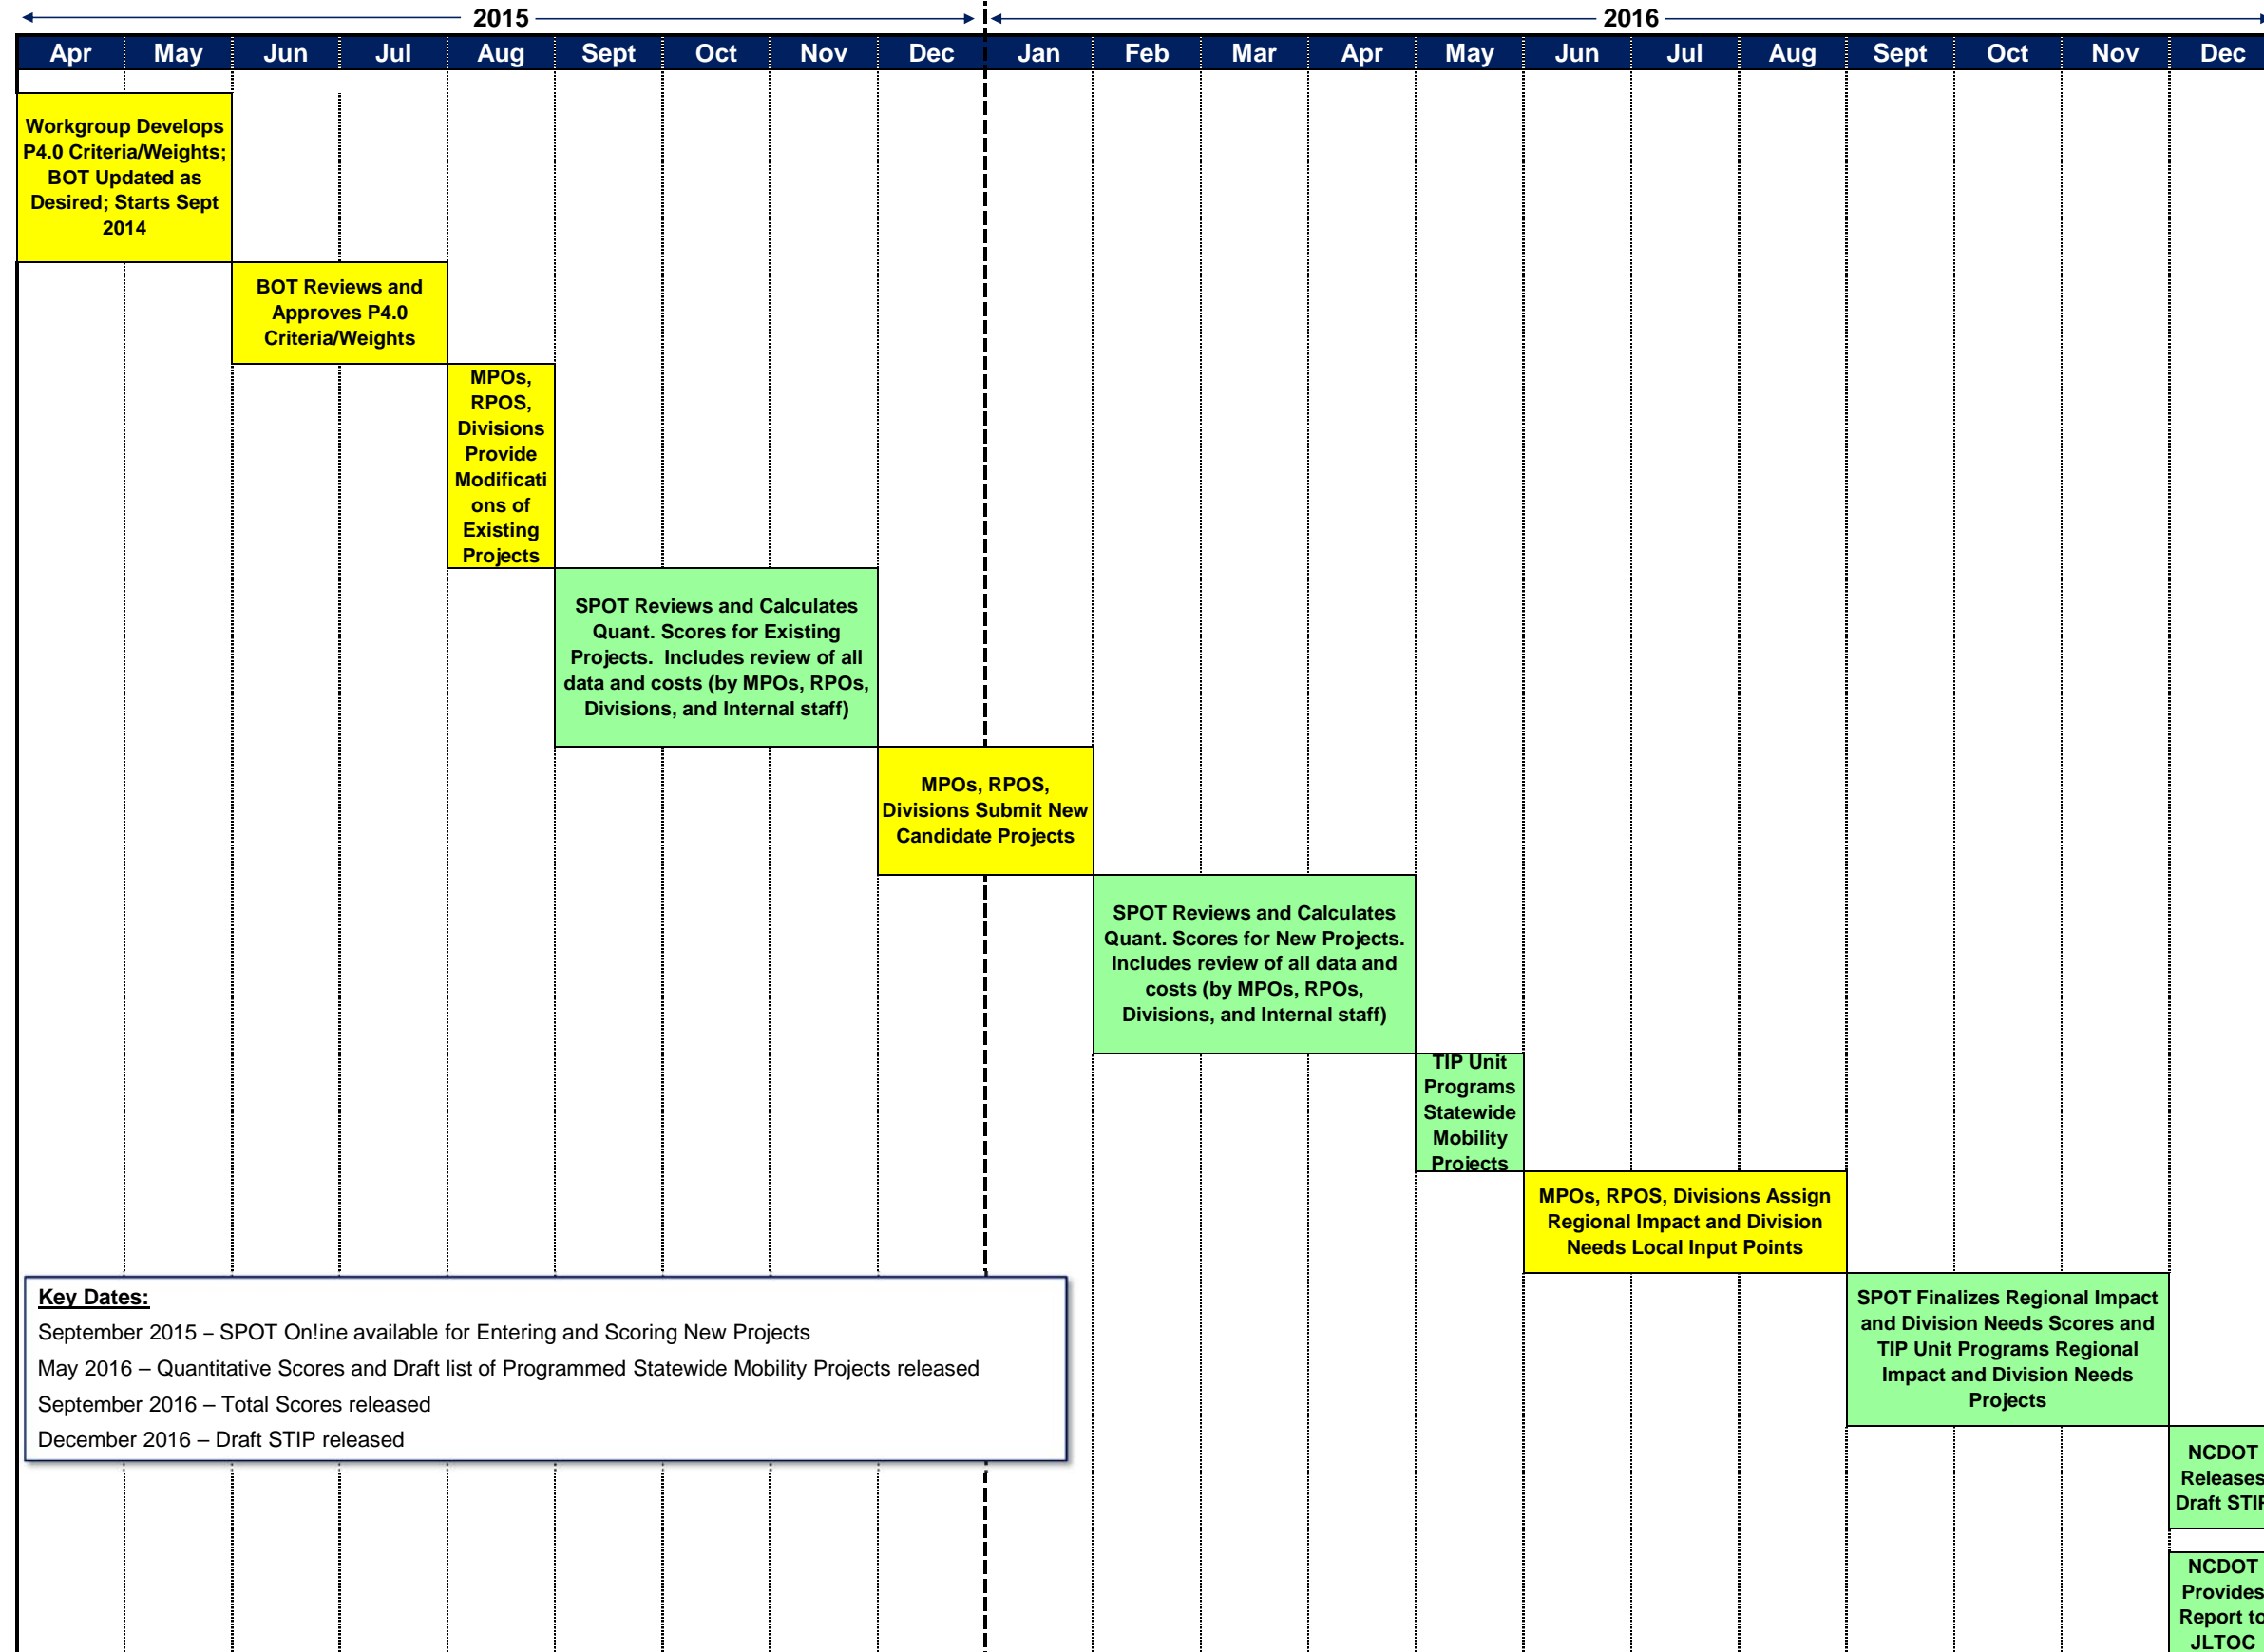 2015
2016
Apr May Jun Jul Aug Sept Oct Nov Dec Jan Feb Mar Apr May Jun Jul Aug Sept Oct Nov Dec
Workgroup Develops
P4.0 Criteria/Weights;
BOT Updated as
Desired; Starts Sept
2014
BOT Reviews and
Approves P4.0
Criteria/Weights
MPOs,
RPOS,
Divisions
Provide
Modificati
ons of
Existing
Projects
SPOT Reviews and Calculates
Quant. Scores for Existing
Projects. Includes review of all
data and costs (by MPOs, RPOs,
Divisions, and Internal staff)
MPOs, RPOS,
Divisions Submit New
Candidate Projects
SPOT Reviews and Calculates
Quant. Scores for New Projects.
Includes review of all data and
costs (by MPOs, RPOs,
Divisions, and Internal staff)
TIP Unit
Programs
Statewide
Mobility
Projects
MPOs, RPOS, Divisions Assign
Regional Impact and Division
Needs Local Input Points
SPOT Finalizes Regional Impact
and Division Needs Scores and
TIP Unit Programs Regional
Impact and Division Needs
Projects
NCDOT
Releases
Draft STIP
NCDOT
Provides
Report to
JLTOC
Key Dates:
September 2015 – SPOT On!ine available for Entering and Scoring New Projects
May 2016 – Quantitative Scores and Draft list of Programmed Statewide Mobility Projects released
September 2016 – Total Scores released
December 2016 – Draft STIP released